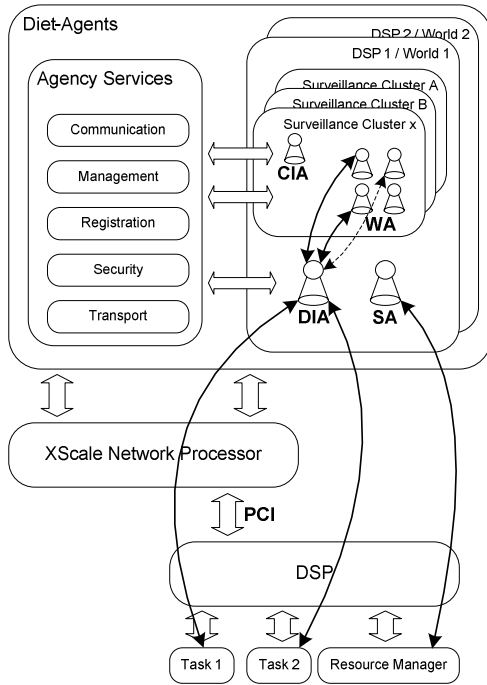 Diet-Agents
DSP 2 / World 2
DSP 1 / World 1
Agency Services
Surveillance Cluster A
Surveillance Cluster B
Surveillance Cluster x
Communication
Management
Registration
Security
Transport
CIA
WA
DIA
SA
XScale Network Processor
PCI
DSP
Task 1
Task 2
Resource Manager